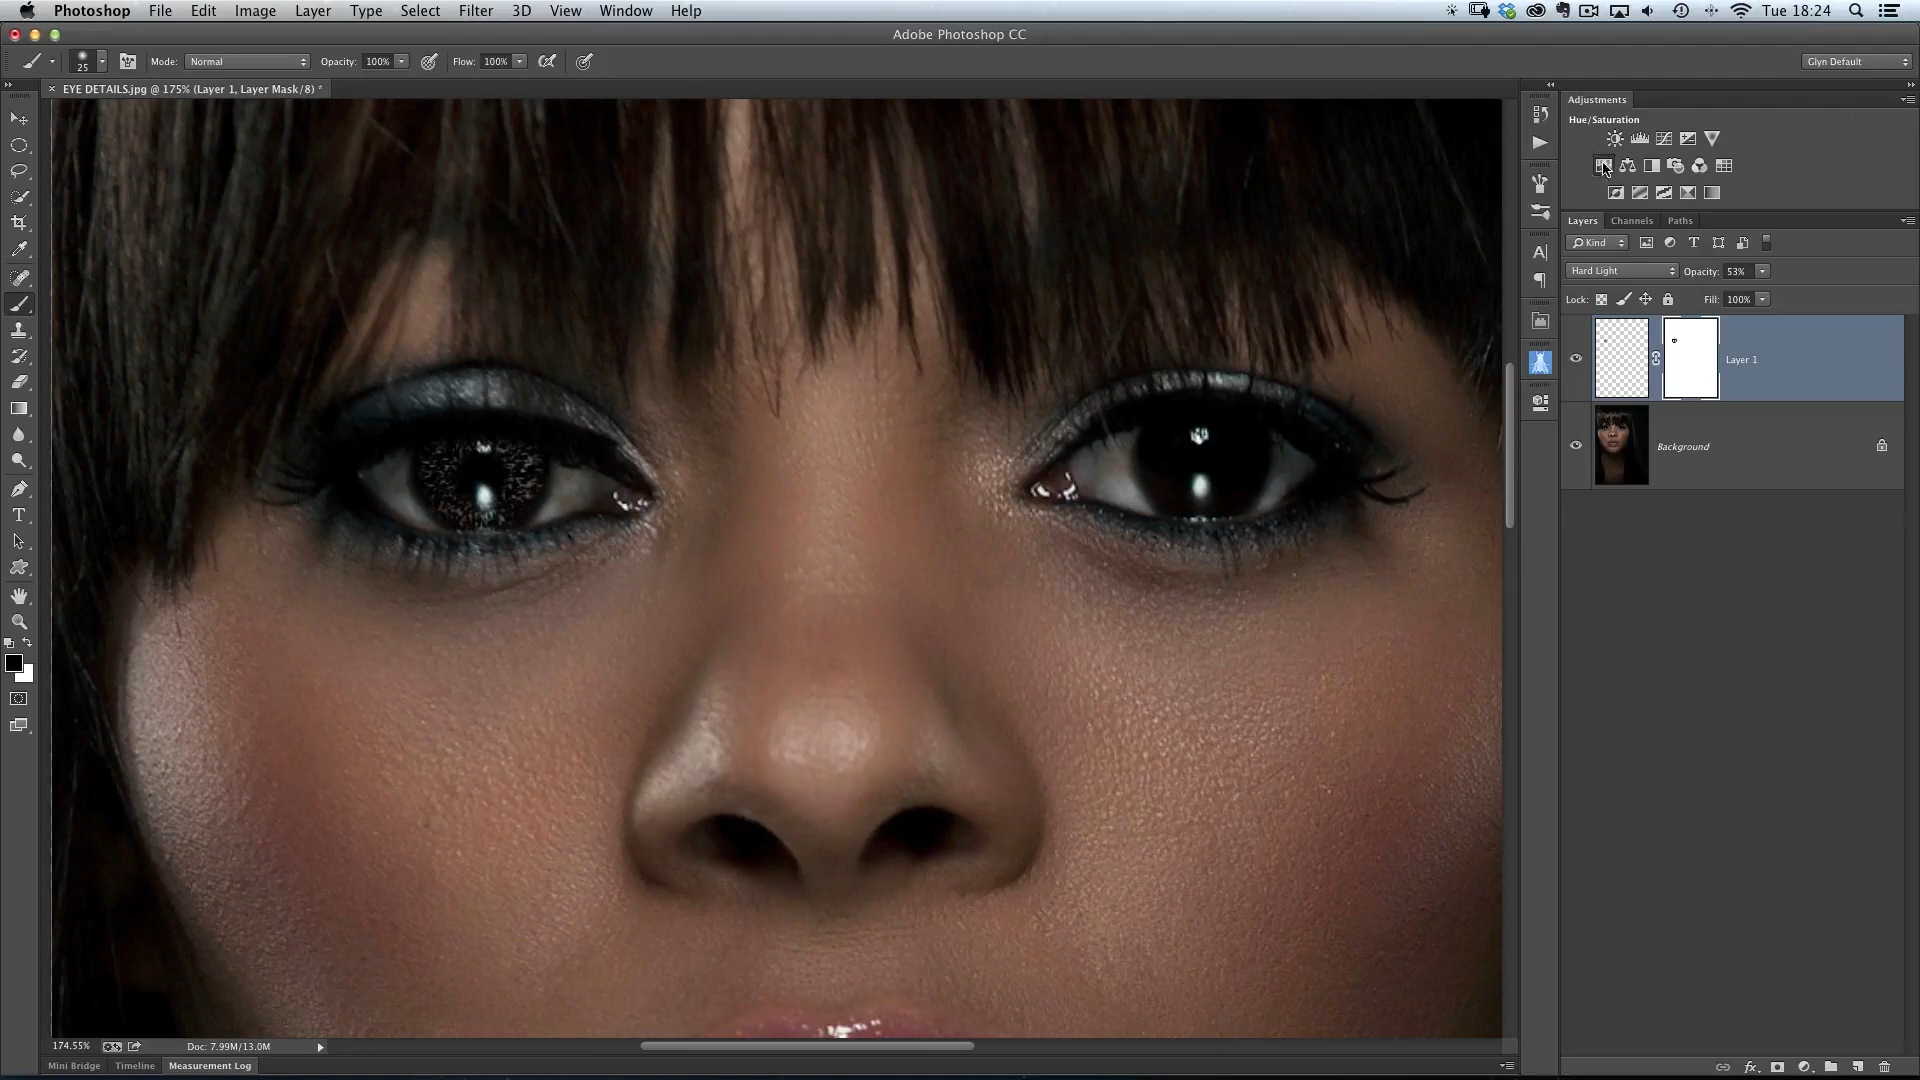 Photoshop File Edit Image Layer Type Select Filter 3D View Window Help Tue 18:24
Adobe Photoshop CC
25 Mode: Normal Opacity: 100% Flow: 100% Glyn Default
× EYE DETAILS.jpg @ 175% (Layer 1, Layer Mask/8) *
Adjustments
Hue/Saturation
Layers Channels Paths
Kind
Hard Light Opacity: 53%
Lock: Fill: 100%
Layer 1
Background
174.55% Doc: 7.99M/13.0M
Mini Bridge Timeline Measurement Log